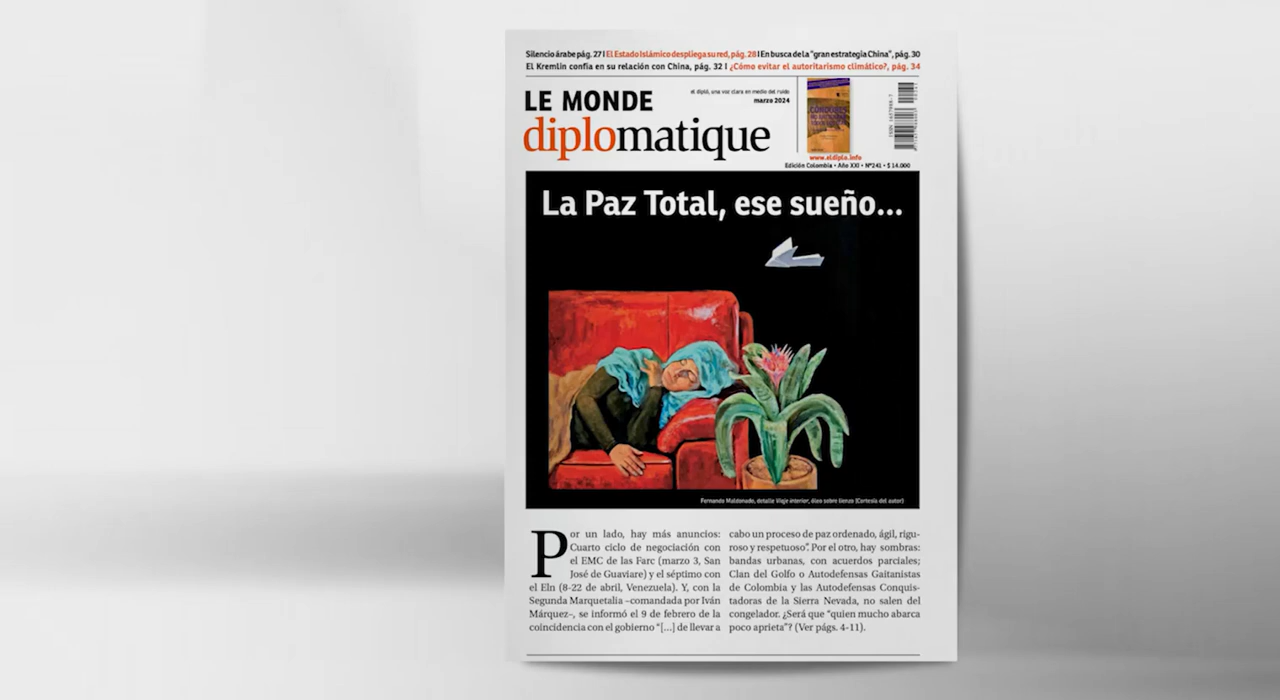 Silencio árabe pág. 27 I El Estado Islámico despliega su red, pág. 28 I En busca de la “gran estrategia China”, pág. 30
El Kremlin confía en su relación con China, pág. 32 I ¿Cómo evitar el autoritarismo climático?, pág. 34
LE MONDE
diplomatique
el dipló, una voz clara en medio del ruido
marzo 2024
www.eldiplo.info
Edición Colombia • Año XXI • Nº241 • $ 14.000
La Paz Total, ese sueño...
Fernando Maldonado, detalle Viaje interior, óleo sobre lienzo (Cortesía del autor)
Por un lado, hay más anuncios:
Cuarto ciclo de negociación con
el EMC de las Farc (marzo 3, San
José de Guaviare) y el séptimo con
el Eln (8-22 de abril, Venezuela). Y, con la
Segunda Marquetalia –comandada por Iván
Márquez–, se informó el 9 de febrero de la
coincidencia con el gobierno “[...] de llevar a
cabo un proceso de paz ordenado, ágil, rigu-
roso y respetuoso”. Por el otro, hay sombras:
bandas urbanas, con acuerdos parciales;
Clan del Golfo o Autodefensas Gaitanistas
de Colombia y las Autodefensas Conquis-
tadoras de la Sierra Nevada, no salen del
congelador. ¿Será que “quien mucho abarca
poco aprieta”? (Ver págs. 4-11).